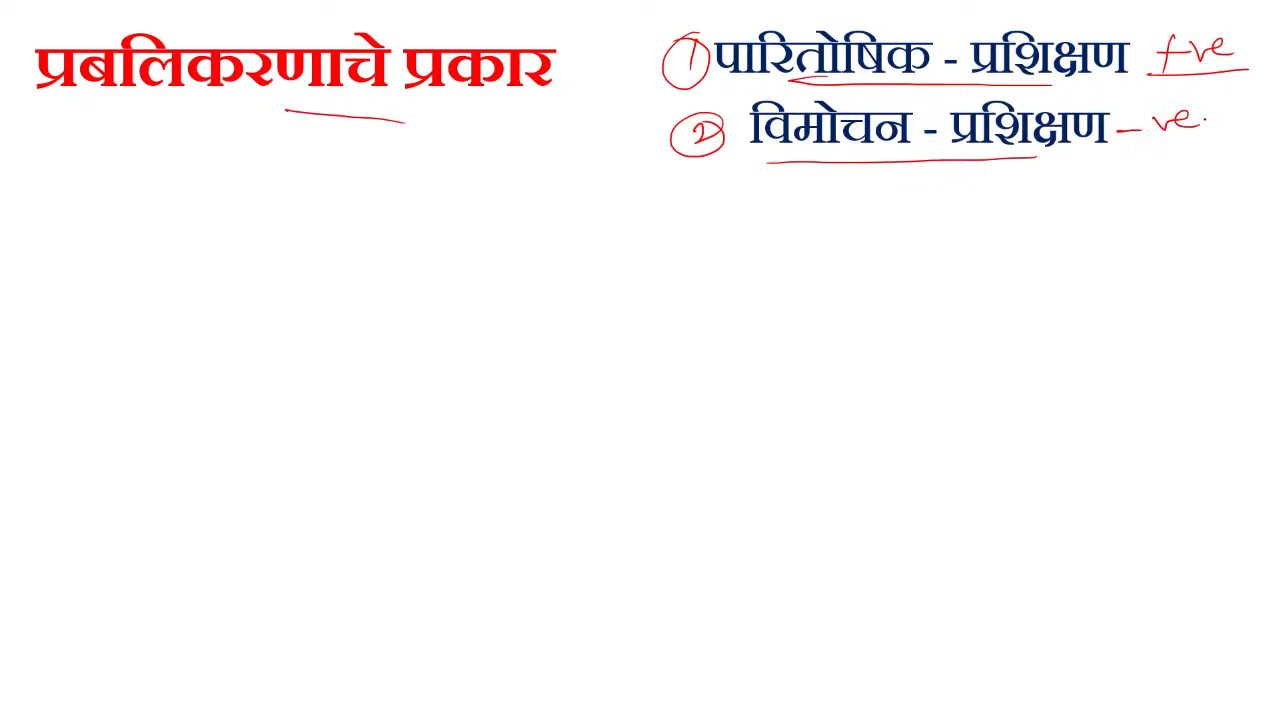 प्रबलिकरणाचे प्रकार
① पारितोषिक - प्रशिक्षण +ve
② विमोचन - प्रशिक्षण - ve.